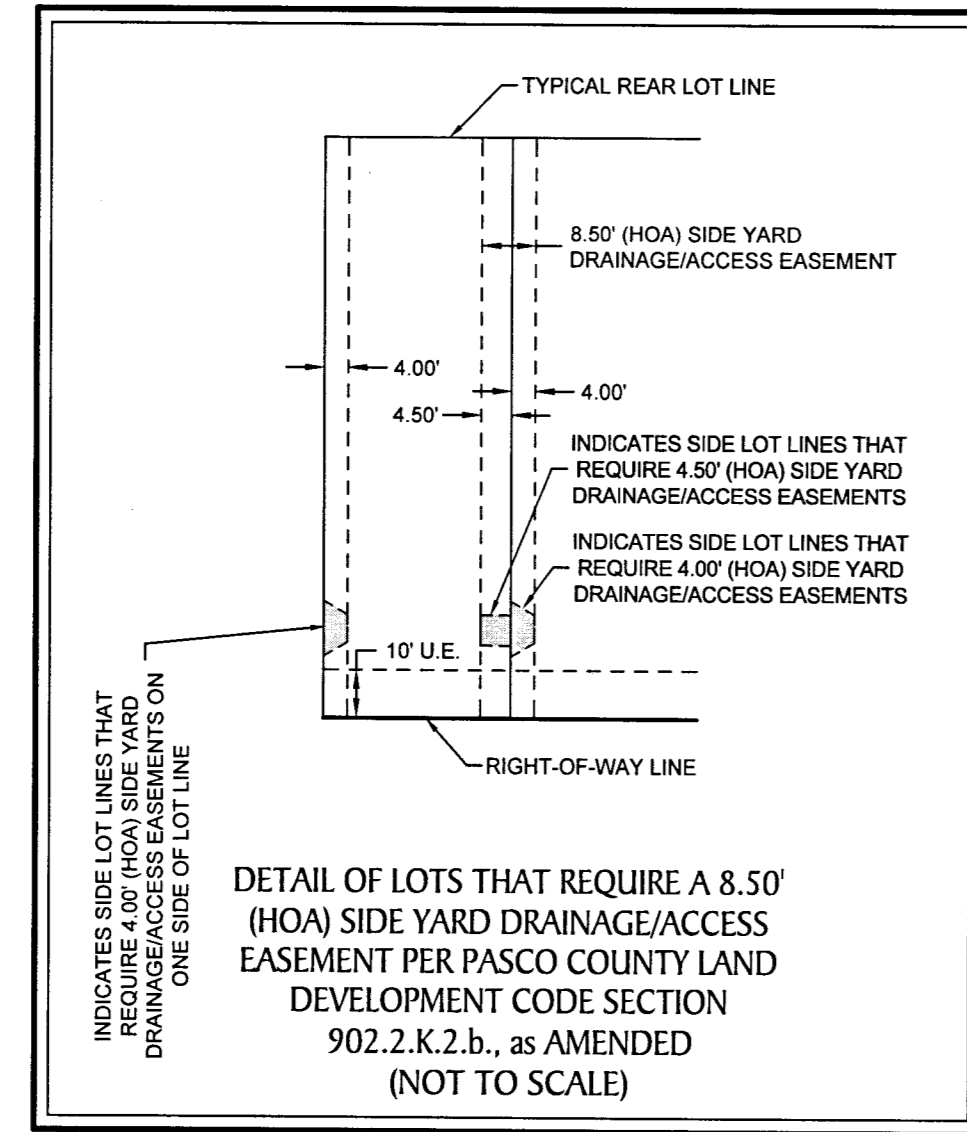 TYPICAL REAR LOT LINE
8.50' (HOA) SIDE YARD
DRAINAGE/ACCESS EASEMENT
4.00'
4.00'
4.50'
INDICATES SIDE LOT LINES THAT
REQUIRE 4.50' (HOA) SIDE YARD
DRAINAGE/ACCESS EASEMENTS
INDICATES SIDE LOT LINES THAT
REQUIRE 4.00' (HOA) SIDE YARD
DRAINAGE/ACCESS EASEMENTS
10' U.E.
RIGHT-OF-WAY LINE
INDICATES SIDE LOT LINES THAT
REQUIRE 4.00' (HOA) SIDE YARD
DRAINAGE/ACCESS EASEMENTS ON
ONE SIDE OF LOT LINE
DETAIL OF LOTS THAT REQUIRE A 8.50'
(HOA) SIDE YARD DRAINAGE/ACCESS
EASEMENT PER PASCO COUNTY LAND
DEVELOPMENT CODE SECTION
902.2.K.2.b., as AMENDED
(NOT TO SCALE)